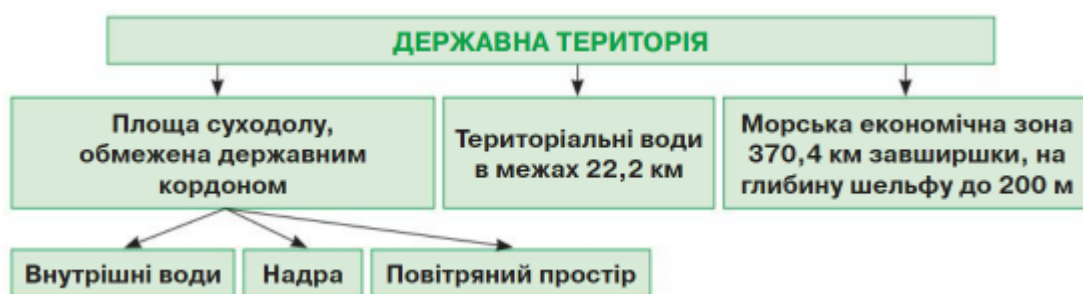 ДЕРЖАВНА ТЕРИТОРІЯ
Площа суходолу,
обмежена державним
кордоном
Територіальні води
в межах 22,2 км
Морська економічна зона
370,4 км завширшки, на
глибину шельфу до 200 м
Внутрішні води
Надра
Повітряний простір